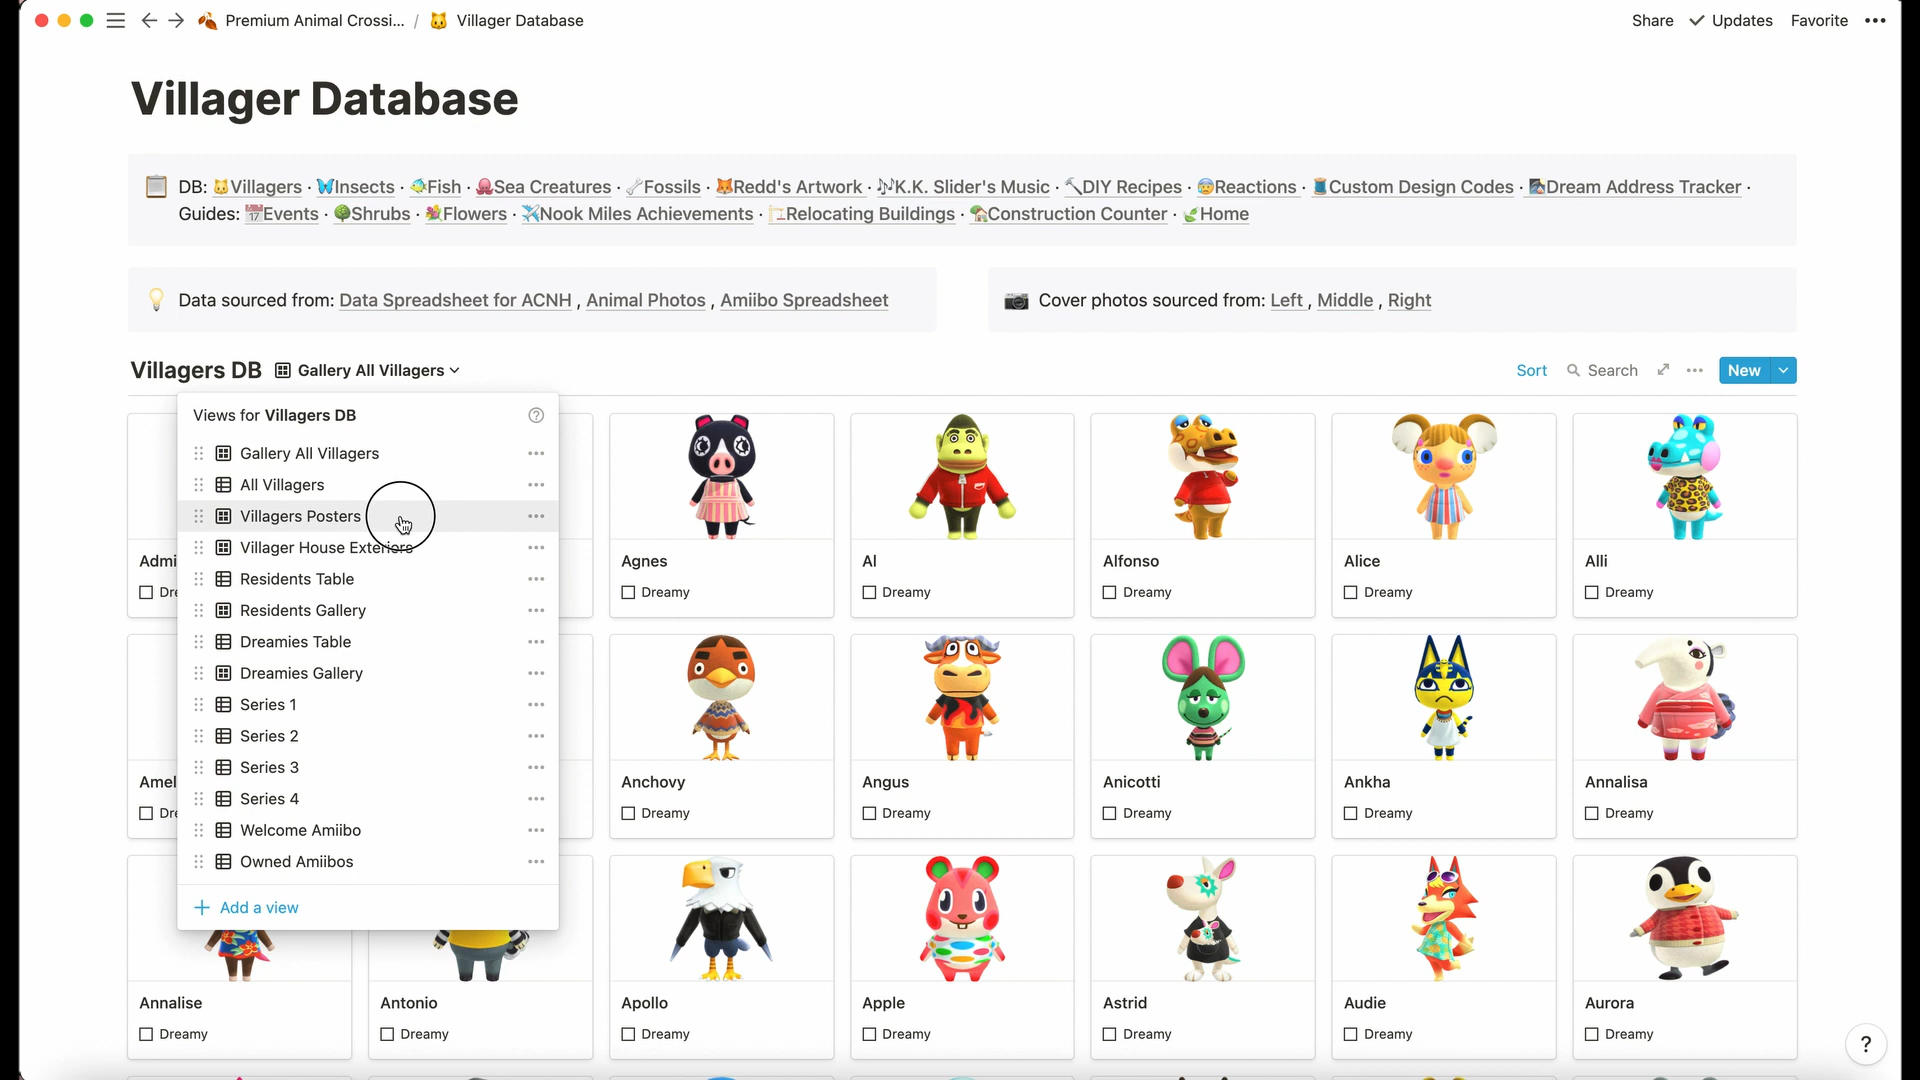 Premium Animal Crossi... / Villager Database
Share Updates Favorite
Villager Database
DB: Villagers · Insects · Fish · Sea Creatures · Fossils · Redd's Artwork · K.K. Slider's Music · DIY Recipes · Reactions · Custom Design Codes · Dream Address Tracker ·
Guides: Events · Shrubs · Flowers · Nook Miles Achievements · Relocating Buildings · Construction Counter · Home
Data sourced from: Data Spreadsheet for ACNH , Animal Photos , Amiibo Spreadsheet
Cover photos sourced from: Left , Middle , Right
Villagers DB Gallery All Villagers
Sort Search New
Views for Villagers DB
Gallery All Villagers
All Villagers
Villagers Posters
Villager House Exteriors
Residents Table
Residents Gallery
Dreamies Table
Dreamies Gallery
Series 1
Series 2
Series 3
Series 4
Welcome Amiibo
Owned Amiibos
+ Add a view
Admi
Dre
Agnes
Dreamy
Al
Dreamy
Alfonso
Dreamy
Alice
Dreamy
Alli
Dreamy
Amel
Dre
Anchovy
Dreamy
Angus
Dreamy
Anicotti
Dreamy
Ankha
Dreamy
Annalisa
Dreamy
Annalise
Dreamy
Antonio
Dreamy
Apollo
Dreamy
Apple
Dreamy
Astrid
Dreamy
Audie
Dreamy
Aurora
Dreamy
?